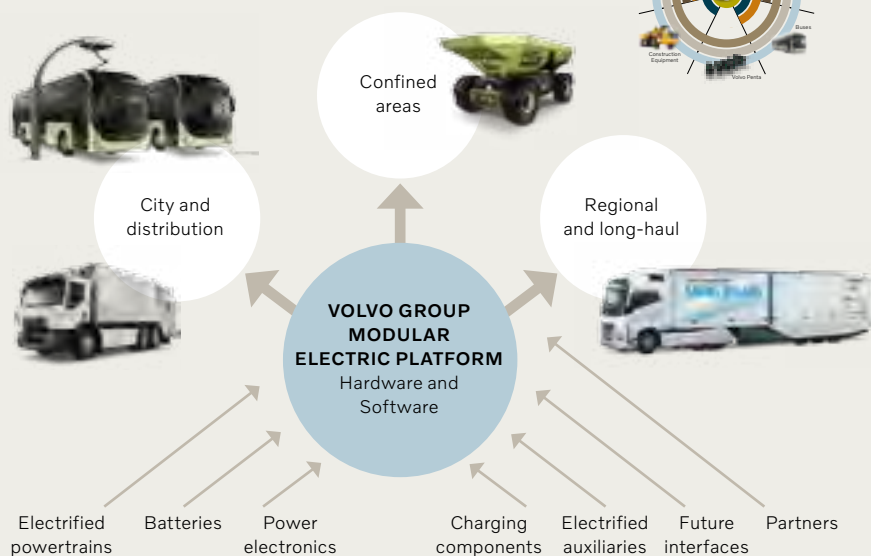 Buses
Construction
Equipment
Volvo Penta
Confined
areas
City and
distribution
Regional
and long-haul
VOLVO GROUP
MODULAR
ELECTRIC PLATFORM
Hardware and
Software
Electrified
powertrains
Batteries
Power
electronics
Charging
components
Electrified
auxiliaries
Future
interfaces
Partners